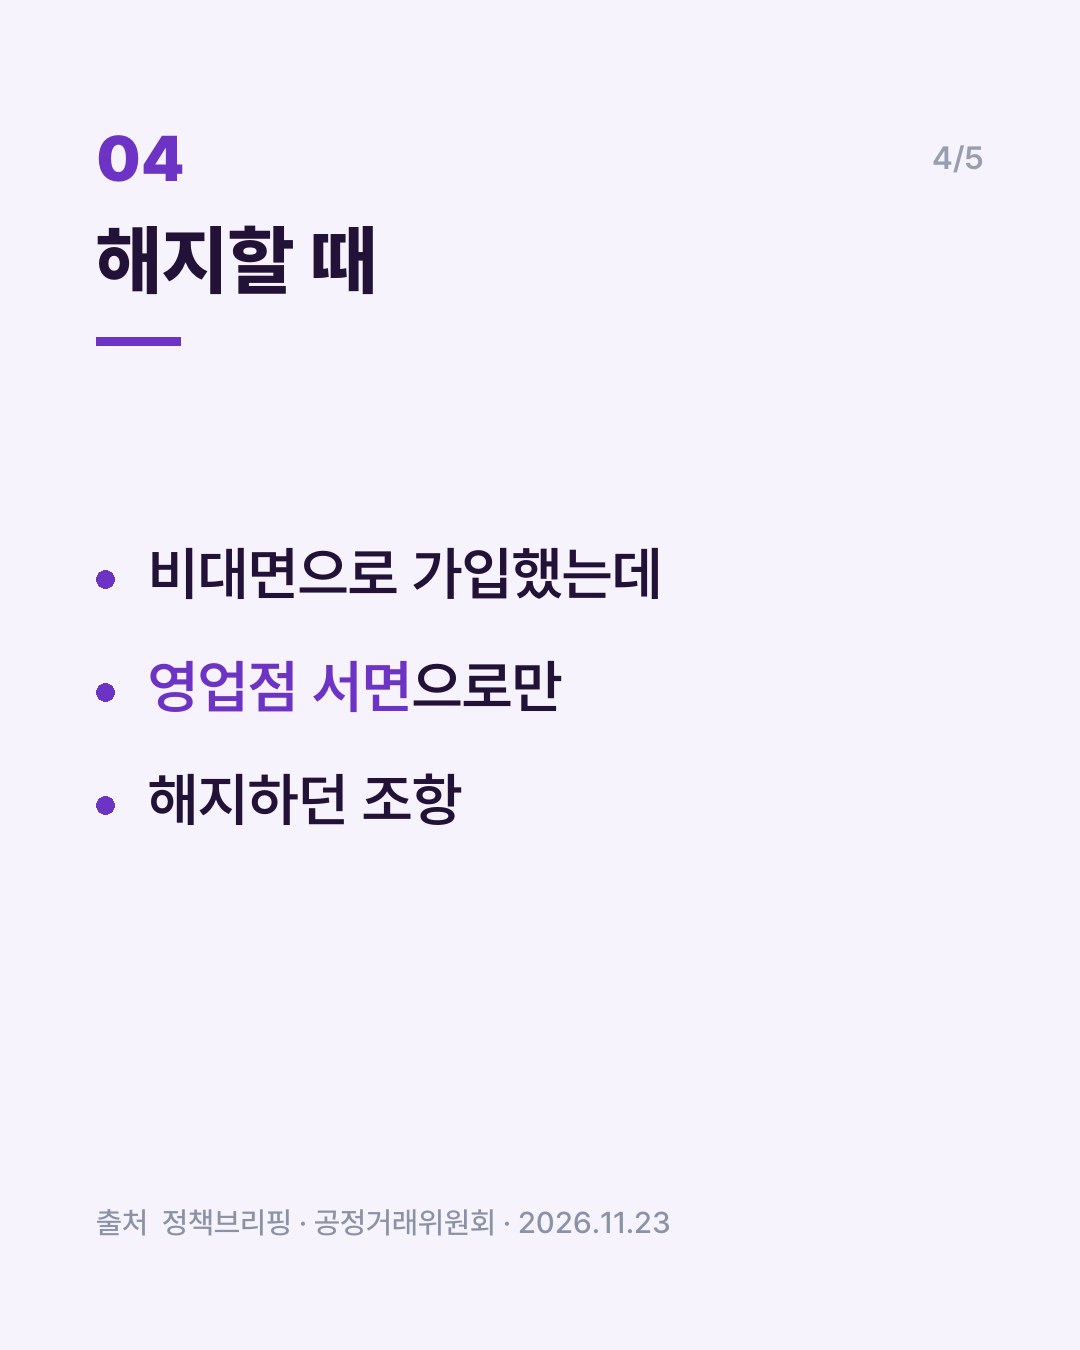 04
4/5
해지할 때
• 비대면으로 가입했는데
• 영업점 서면으로만
• 해지하던 조항
출처 정책브리핑 · 공정거래위원회 · 2026.11.23